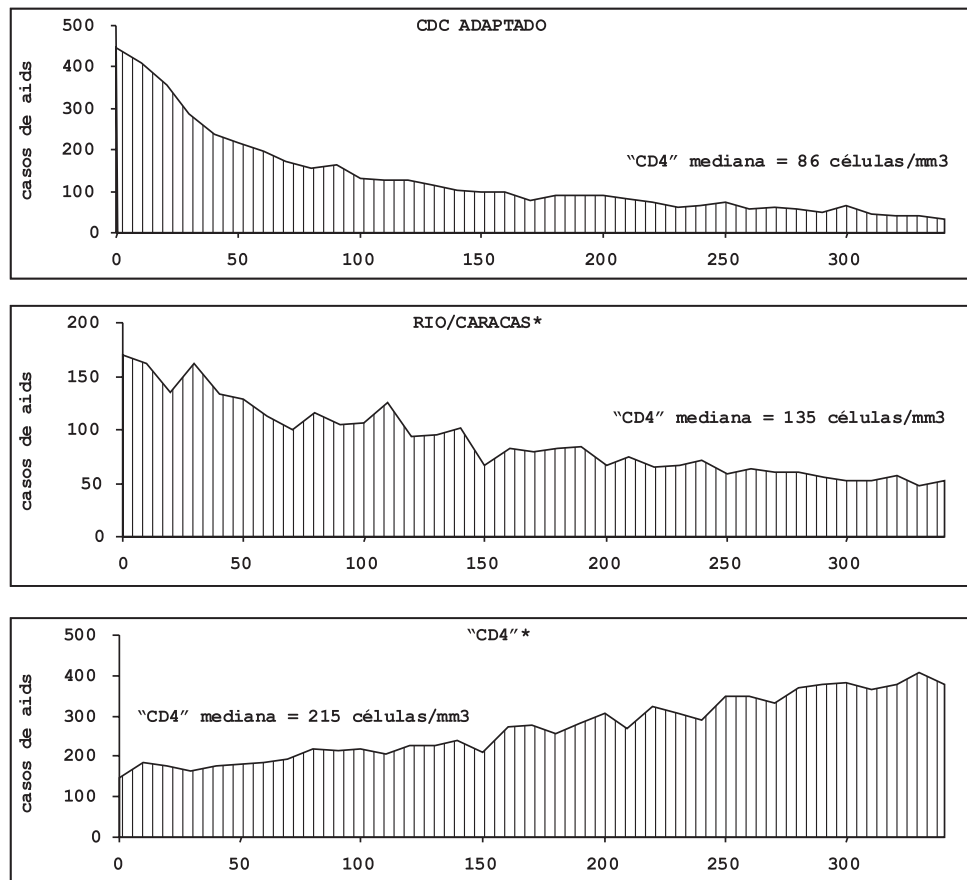 CDC ADAPTADO
500
400
300
200
100
0
casos de aids
"CD4" mediana = 86 células/mm3
0 50 100 150 200 250 300
RIO/CARACAS*
200
150
100
50
0
casos de aids
"CD4" mediana = 135 células/mm3
0 50 100 150 200 250 300
"CD4"*
500
400
300
200
100
0
casos de aids
"CD4" mediana = 215 células/mm3
0 50 100 150 200 250 300